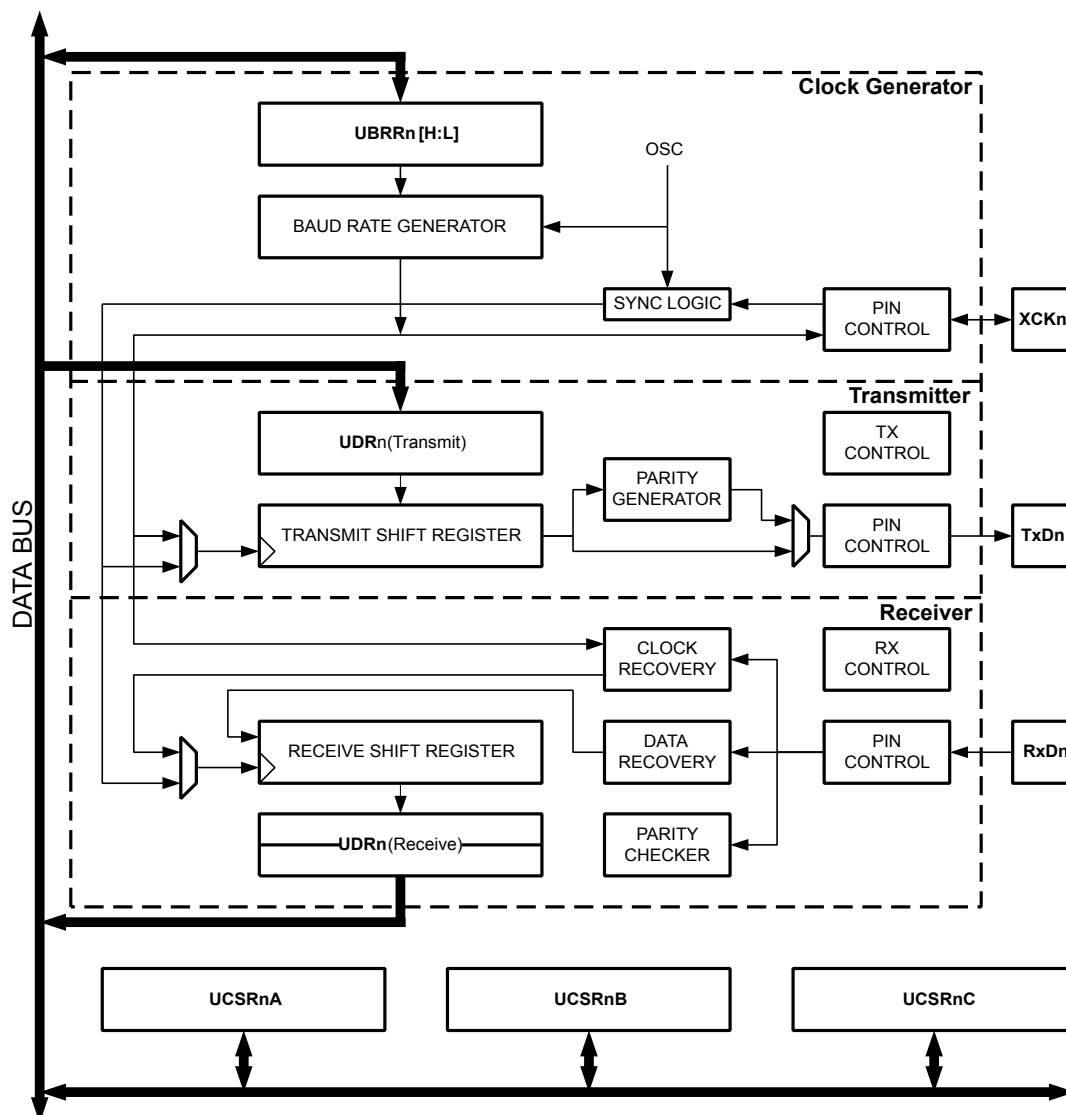 Clock Generator
UBRRn [H:L]
OSC
BAUD RATE GENERATOR
SYNC LOGIC
PIN
CONTROL
XCKn
Transmitter
TX
CONTROL
UDRn(Transmit)
PARITY
GENERATOR
TRANSMIT SHIFT REGISTER
PIN
CONTROL
TxDn
DATA BUS
Receiver
CLOCK
RECOVERY
RX
CONTROL
RECEIVE SHIFT REGISTER
DATA
RECOVERY
PIN
CONTROL
RxDn
UDRn(Receive)
PARITY
CHECKER
UCSRnA
UCSRnB
UCSRnC